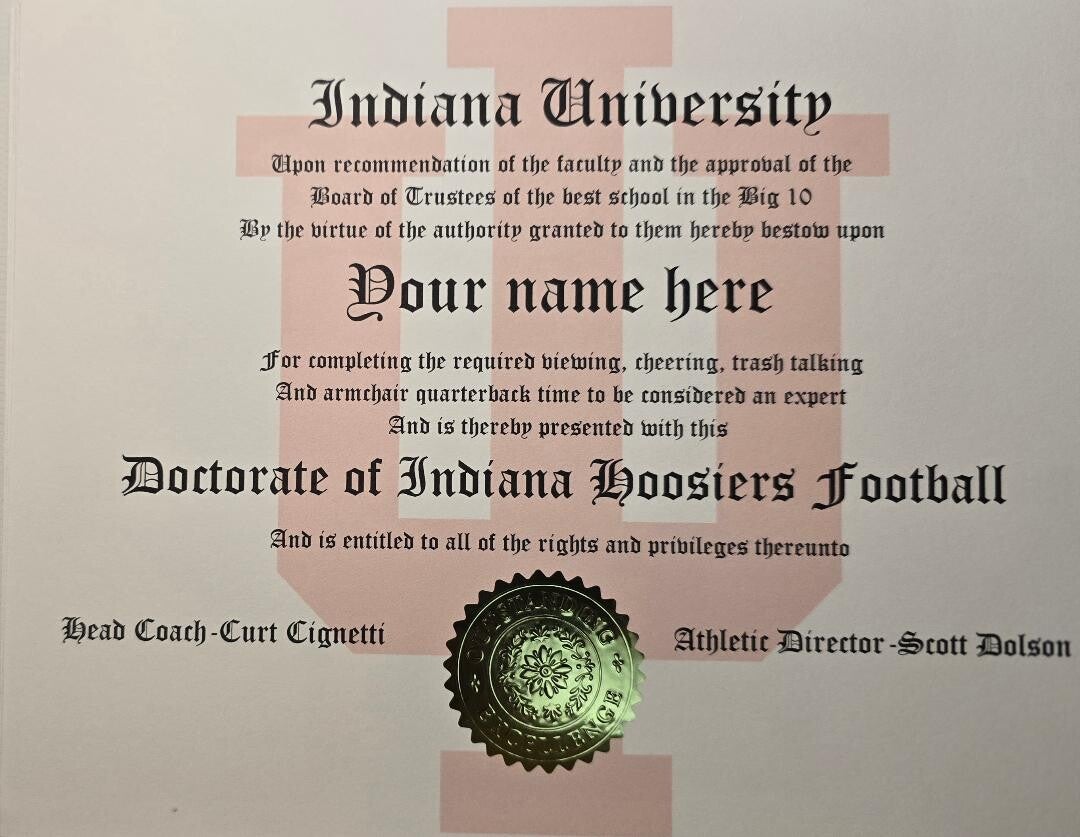 Indiana University
Upon recommendation of the faculty and the approval of the
Board of Trustees of the best school in the Big 10
By the virtue of the authority granted to them hereby bestow upon
Your name here
For completing the required viewing, cheering, trash talking
And armchair quarterback time to be considered an expert
And is thereby presented with this
Doctorate of Indiana Hoosiers Football
And is entitled to all of the rights and privileges thereunto
Head Coach-Curt Cignetti
OUTSTANDING
EXCELLENCE
Athletic Director-Scott Dolson